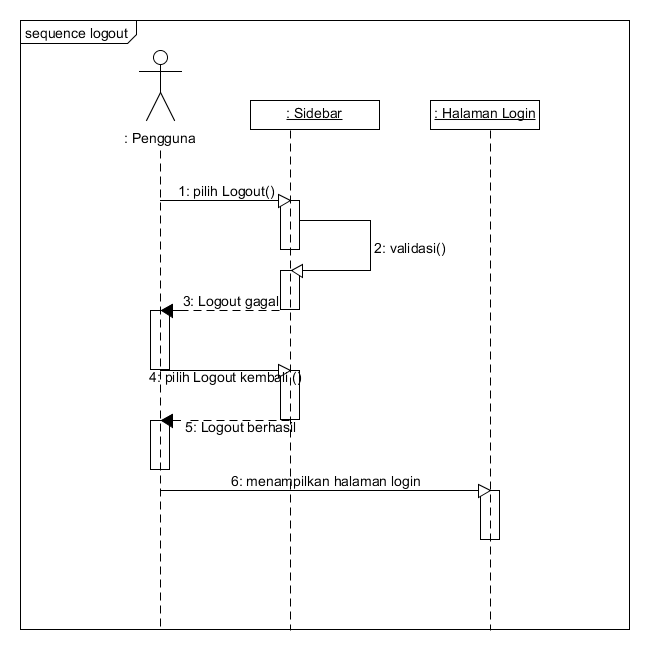 sequence logout
: Pengguna
: Sidebar
: Halaman Login
1: pilih Logout()
2: validasi()
3: Logout gagal
4: pilih Logout kembali ()
5: Logout berhasil
6: menampilkan halaman login